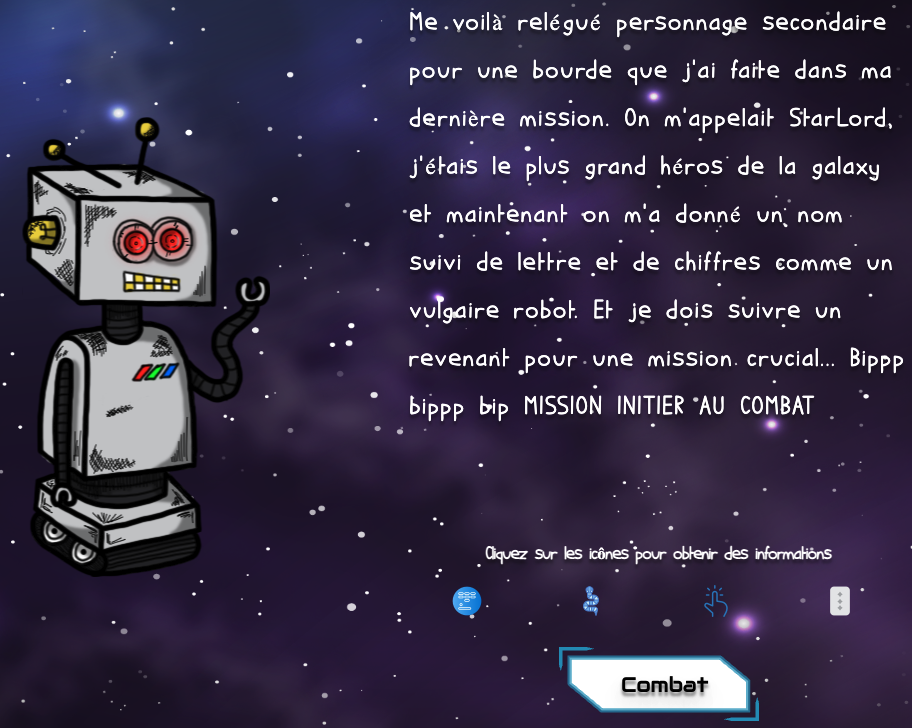 Me voilà relégué personnage secondaire
pour une bourde que j'ai faite dans ma
dernière mission. On m'appelait StarLord,
j'étais le plus grand héros de la galaxy
et maintenant on m'a donné un nom
suivi de lettre et de chiffres comme un
vulgaire robot. Et je dois suivre un
revenant pour une mission crucial... Bippp
bippp bip MISSION INITIER AU COMBAT
Cliquez sur les icônes pour obtenir des informations
Combat